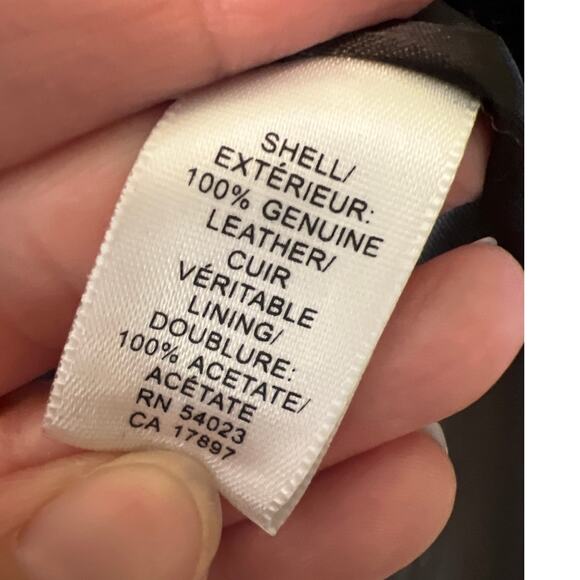 SHELL/
EXTÉRIEUR:
100% GENUINE
LEATHER/
CUIR
VÉRITABLE
LINING/
DOUBLURE:
100% ACETATE/
ACÉTATE
RN 54023
CA 17897